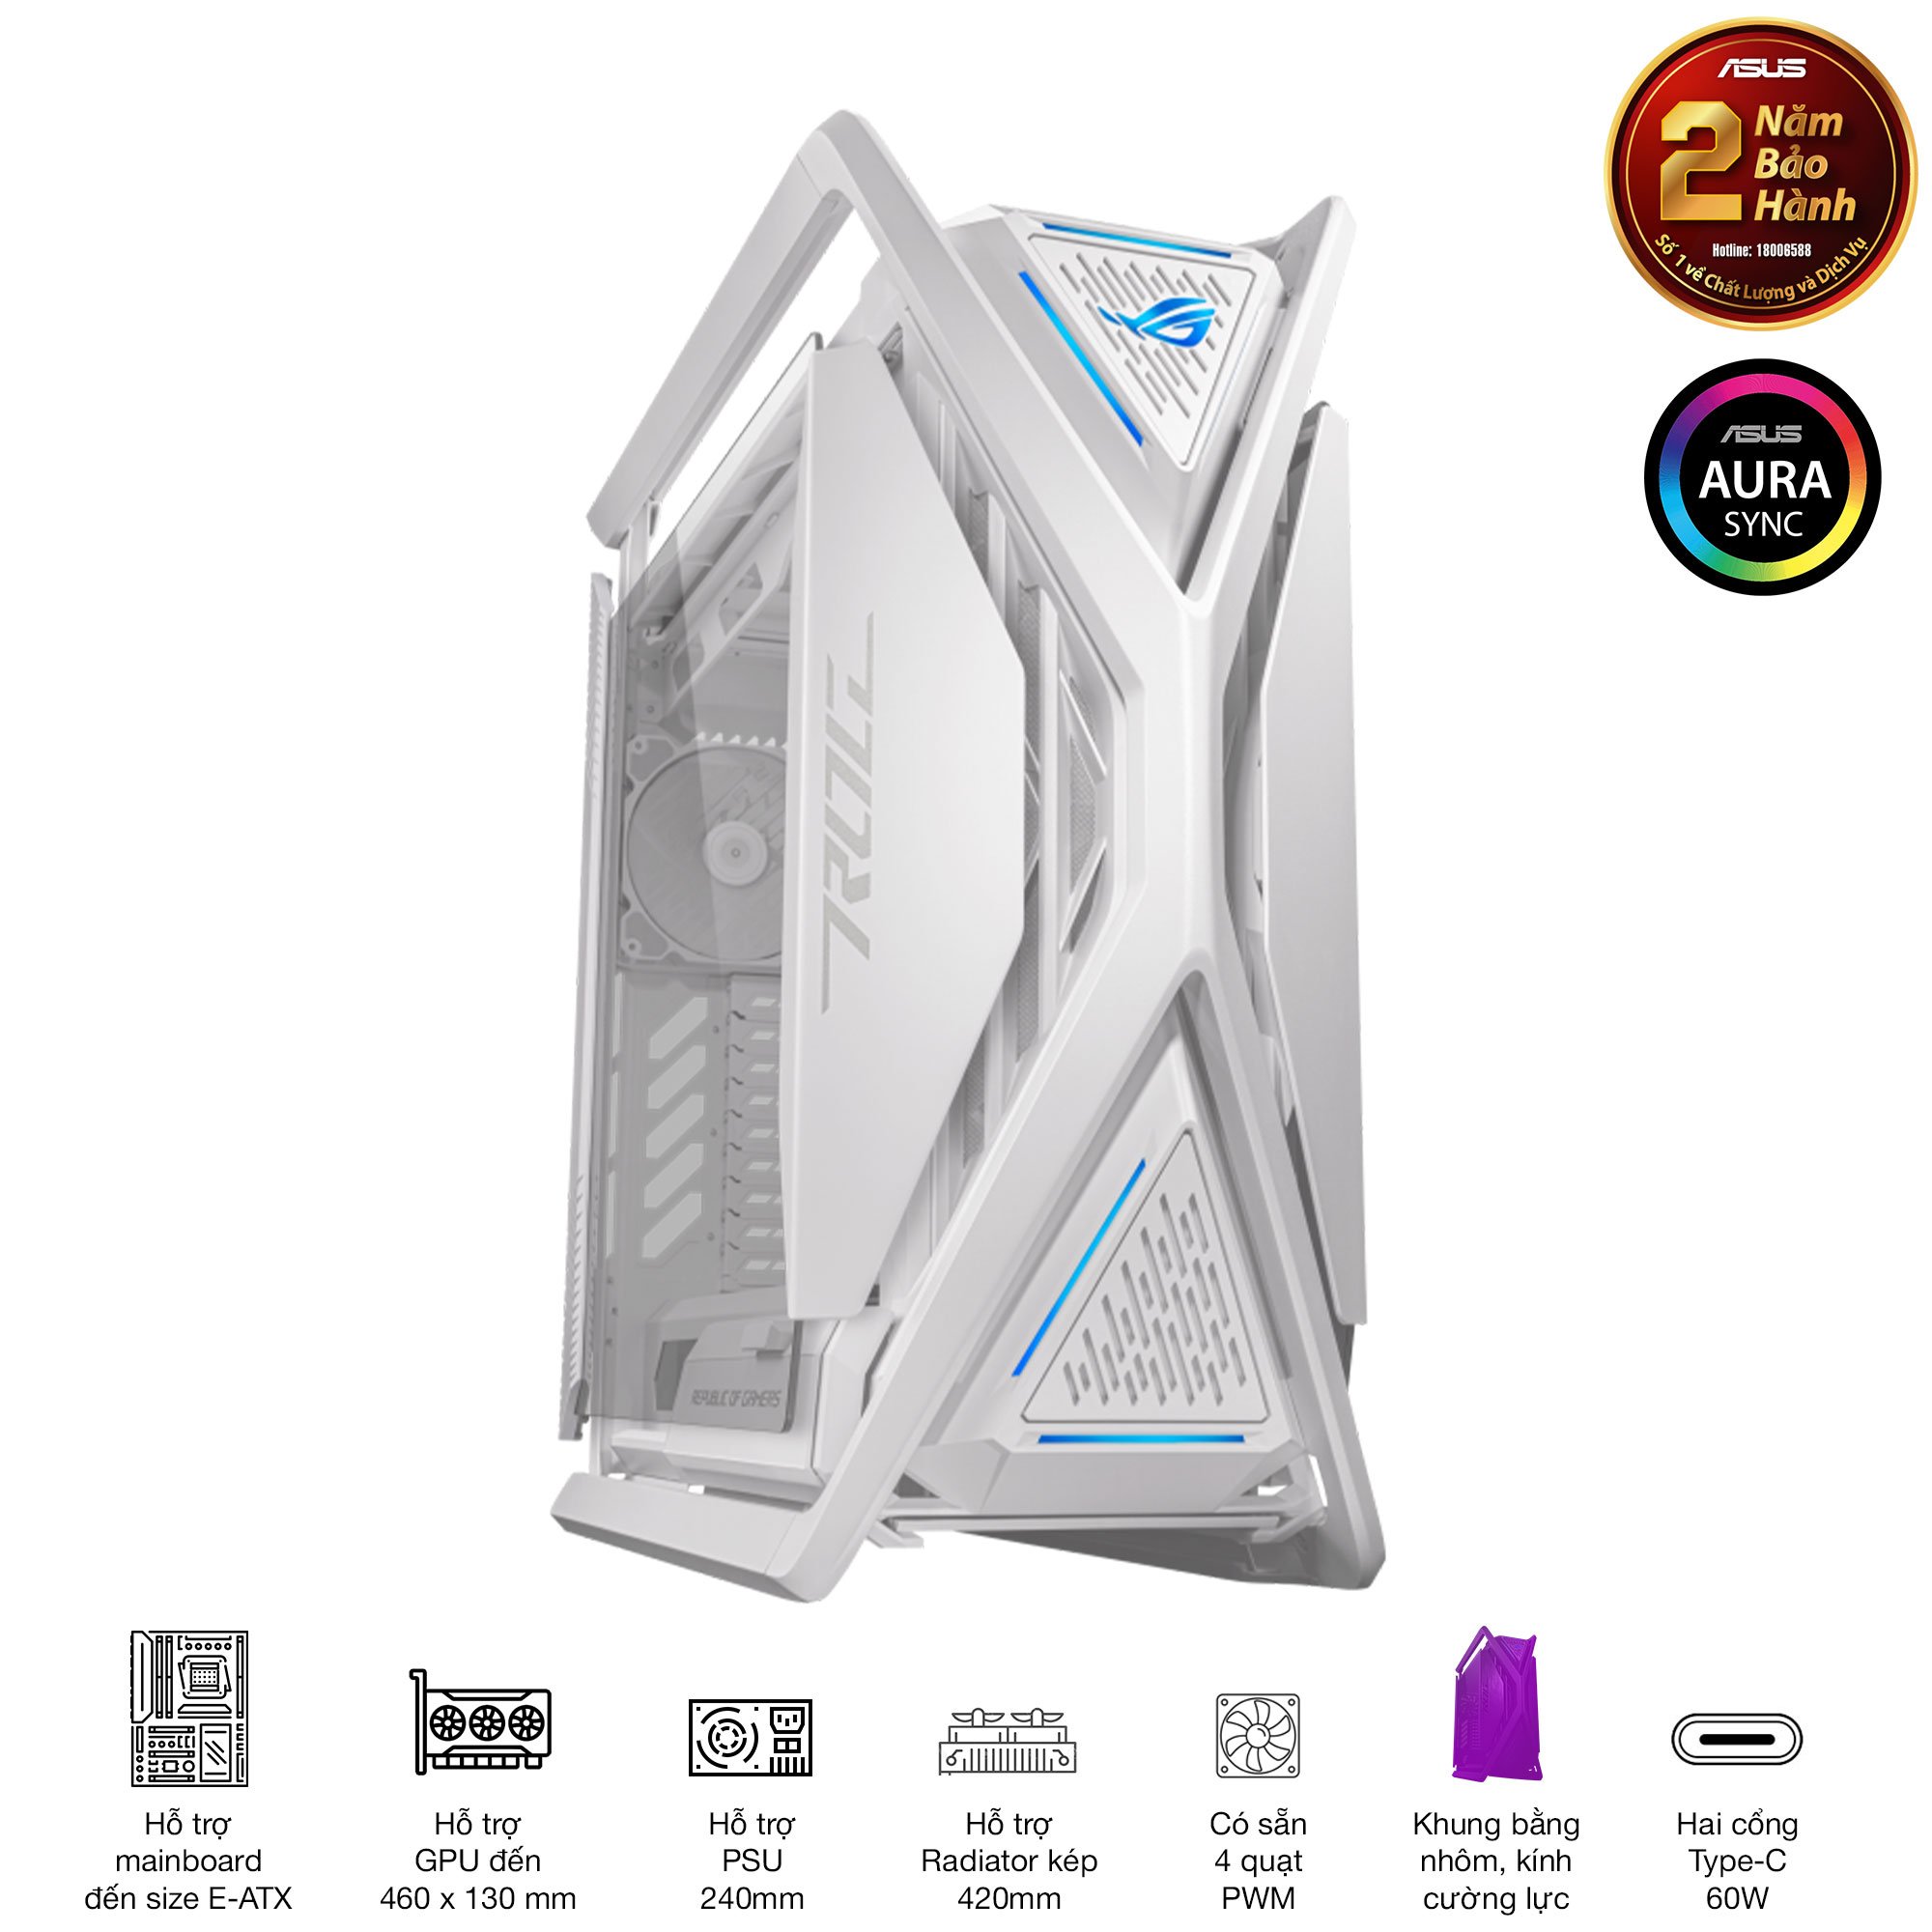 ASUS
2 Năm
Bảo
Hành
Hotline: 18006588
Số 1 về Chất Lượng và Dịch Vụ
ASUS
AURA
SYNC
REPUBLIC OF GAMERS
Hỗ trợ
mainboard
đến size E-ATX
Hỗ trợ
GPU đến
460 x 130 mm
Hỗ trợ
PSU
240mm
Hỗ trợ
Radiator kép
420mm
Có sẵn
4 quạt
PWM
Khung bằng
nhôm, kính
cường lực
Hai cổng
Type-C
60W